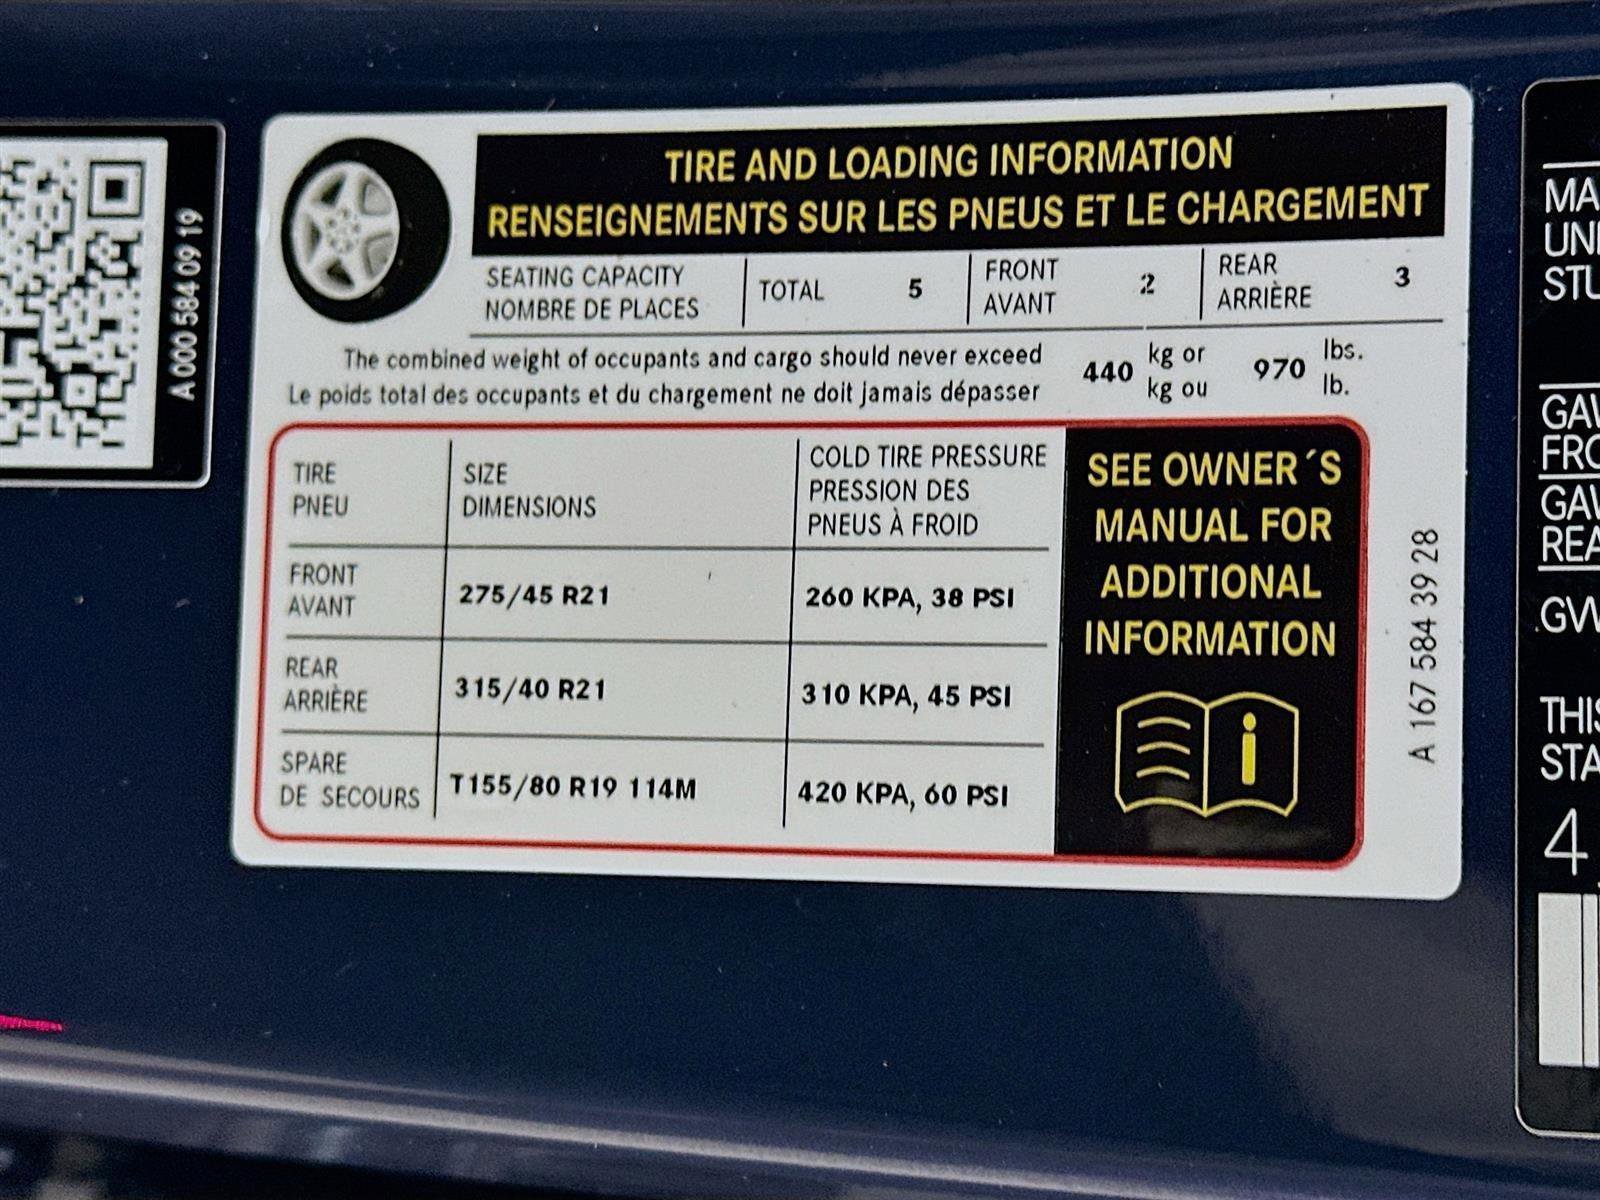 A 000 584 09 19
TIRE AND LOADING INFORMATION
RENSEIGNEMENTS SUR LES PNEUS ET LE CHARGEMENT
SEATING CAPACITY
NOMBRE DE PLACES
TOTAL 5
FRONT
AVANT
2
REAR
ARRIÈRE
3
The combined weight of occupants and cargo should never exceed
Le poids total des occupants et du chargement ne doit jamais dépasser
440 kg or
kg ou
970 lbs.
lb.
TIRE
PNEU
SIZE
DIMENSIONS
COLD TIRE PRESSURE
PRESSION DES
PNEUS À FROID
FRONT
AVANT
275/45 R21
260 KPA, 38 PSI
REAR
ARRIÈRE
315/40 R21
310 KPA, 45 PSI
SPARE
DE SECOURS
T155/80 R19 114M
420 KPA, 60 PSI
SEE OWNER´S
MANUAL FOR
ADDITIONAL
INFORMATION
i
A 167 584 39 28
4